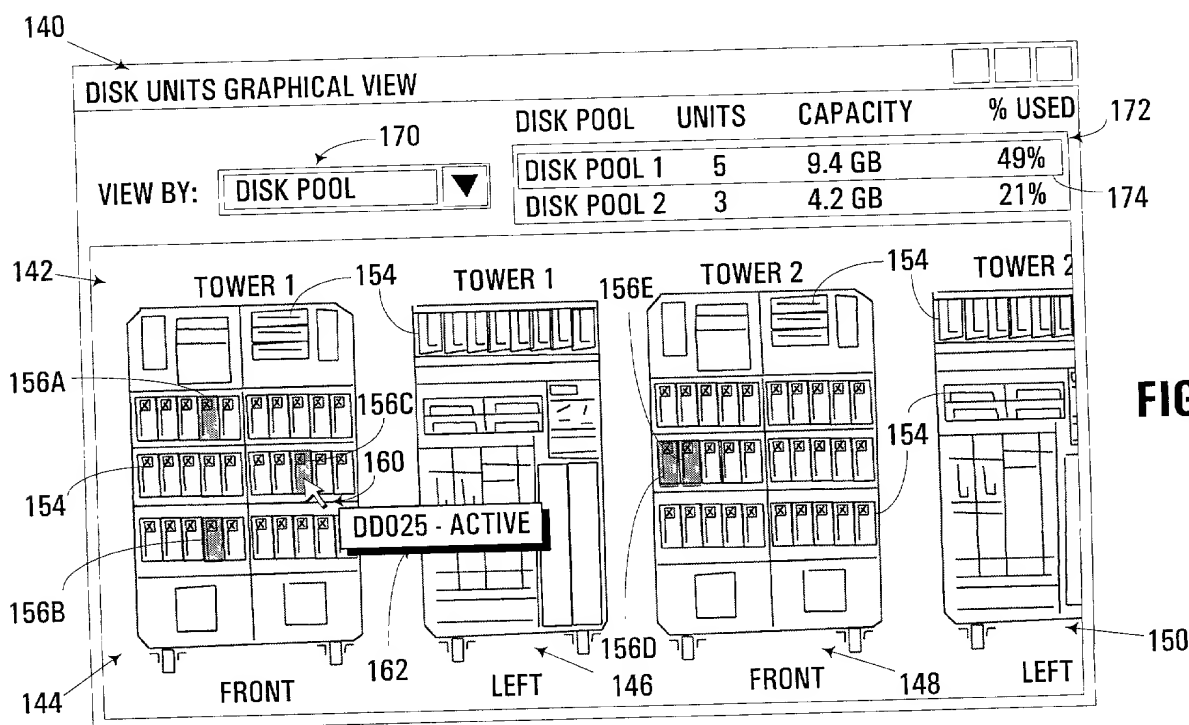 140
DISK UNITS GRAPHICAL VIEW
DISK POOL UNITS CAPACITY % USED
172
170
DISK POOL 1 5 9.4 GB 49%
VIEW BY: DISK POOL
DISK POOL 2 3 4.2 GB 21%
174
142
TOWER 1
154
TOWER 1
156E
TOWER 2
154
TOWER 2
156A
156C
FIG
160
154
154
DD025 - ACTIVE
156B
162
156D
150
144
FRONT
LEFT
146
FRONT
148
LEFT